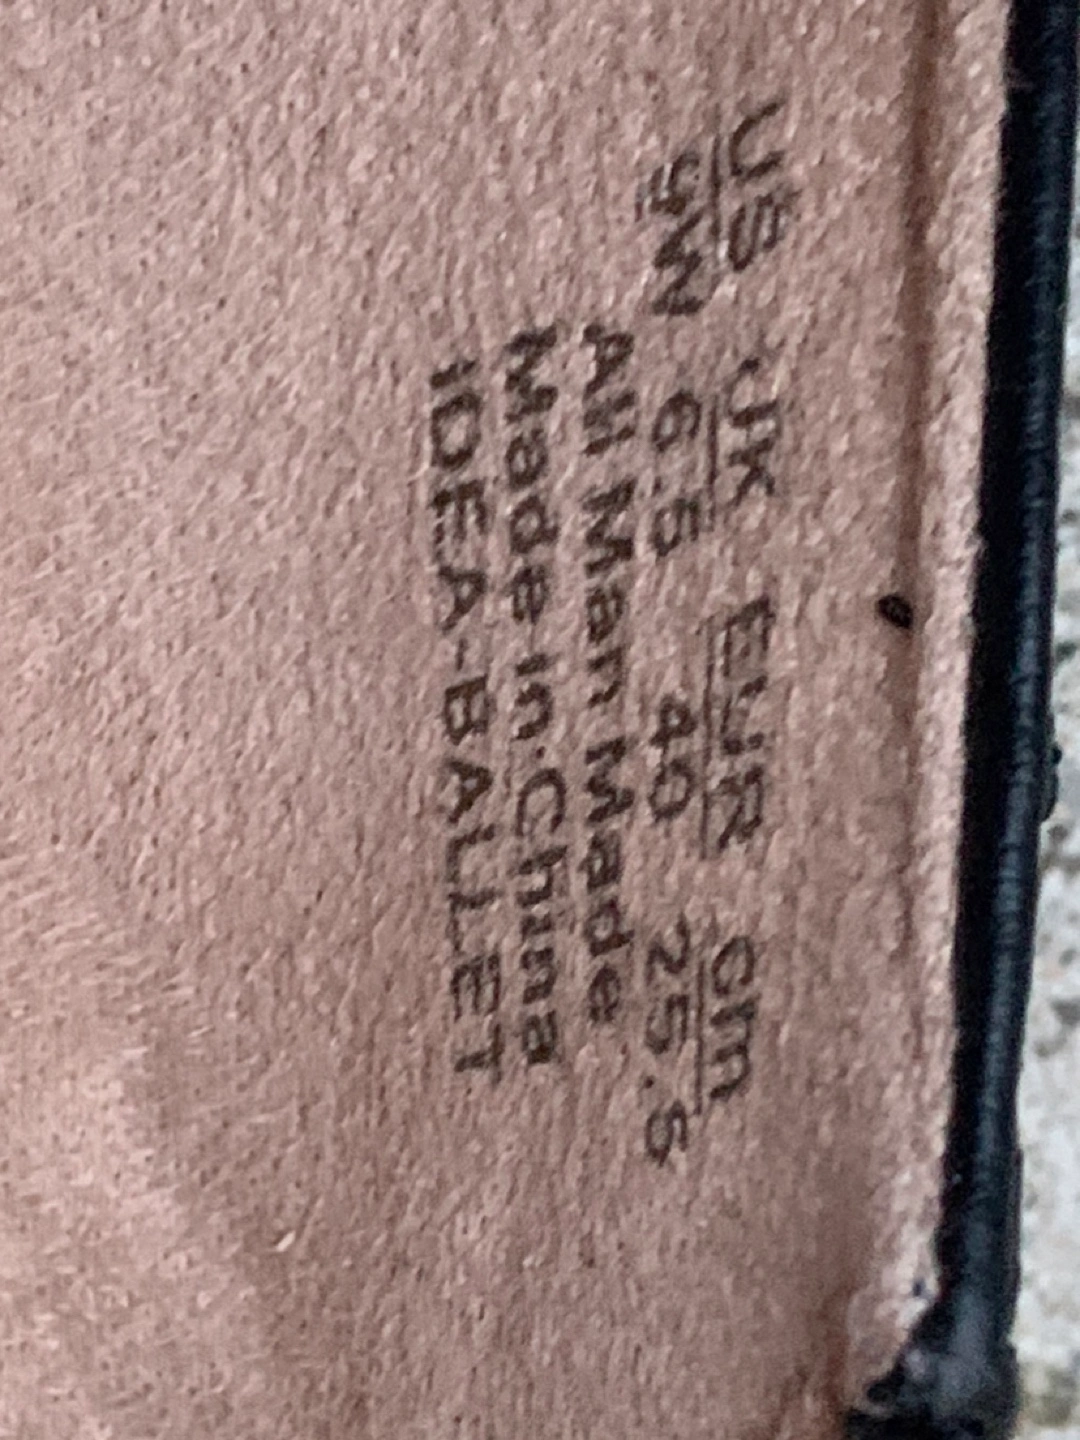 US UK EUR cm
9W 6.5 40 25.5
All Man Made
Made in China
IDEA-BALLET